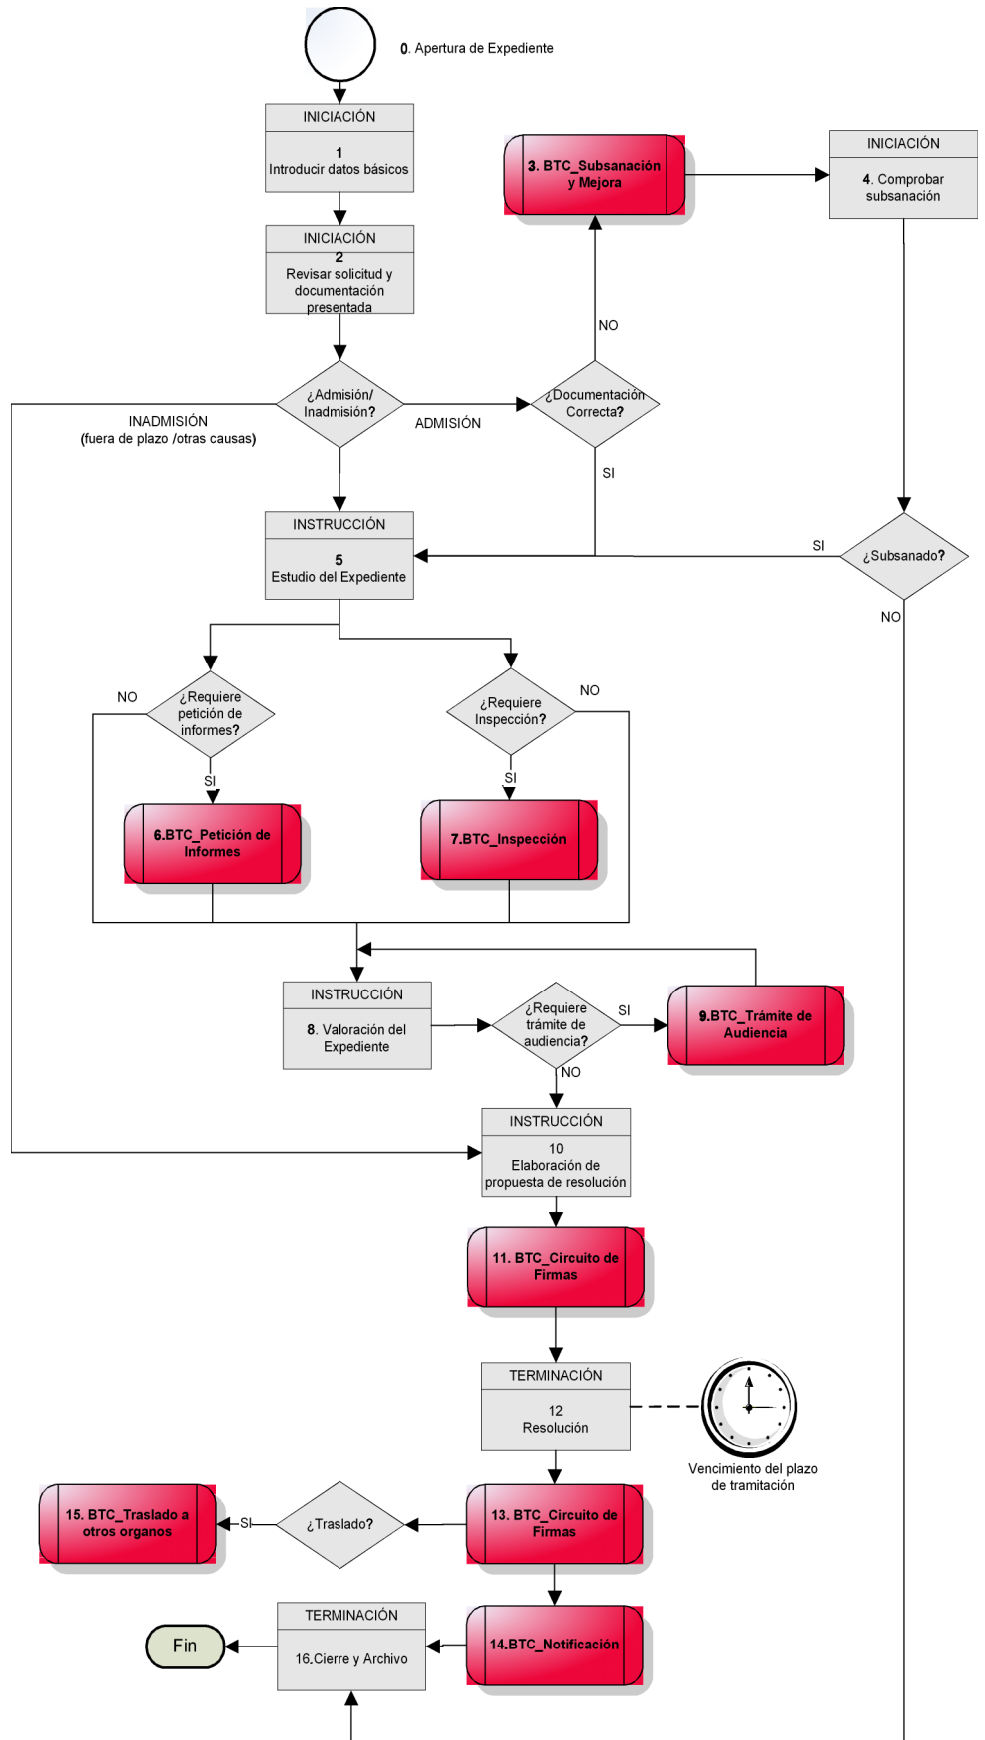 0. Apertura de Expediente
INICIACIÓN
1
Introducir datos básicos
INICIACIÓN
2
Revisar solicitud y
documentación
presentada
3. BTC_Subsanación
y Mejora
INICIACIÓN
4. Comprobar
subsanación
NO
¿Admisión/
Inadmisión?
INADMISIÓN
(fuera de plazo /otras causas)
ADMISIÓN
¿Documentación
Correcta?
SI
INSTRUCCIÓN
5
Estudio del Expediente
SI
¿Subsanado?
NO
NO
¿Requiere
petición de
informes?
SI
¿Requiere
Inspección?
NO
SI
6.BTC_Petición de
Informes
7.BTC_Inspección
INSTRUCCIÓN
8. Valoración del
Expediente
¿Requiere
trámite de
audiencia?
SI
NO
9.BTC_Trámite de
Audiencia
INSTRUCCIÓN
10
Elaboración de
propuesta de resolución
11. BTC_Circuito de
Firmas
TERMINACIÓN
12
Resolución
Vencimiento del plazo
de tramitación
15. BTC_Traslado a
otros organos
SI
¿Traslado?
13. BTC_Circuito de
Firmas
Fin
TERMINACIÓN
16.Cierre y Archivo
14.BTC_Notificación